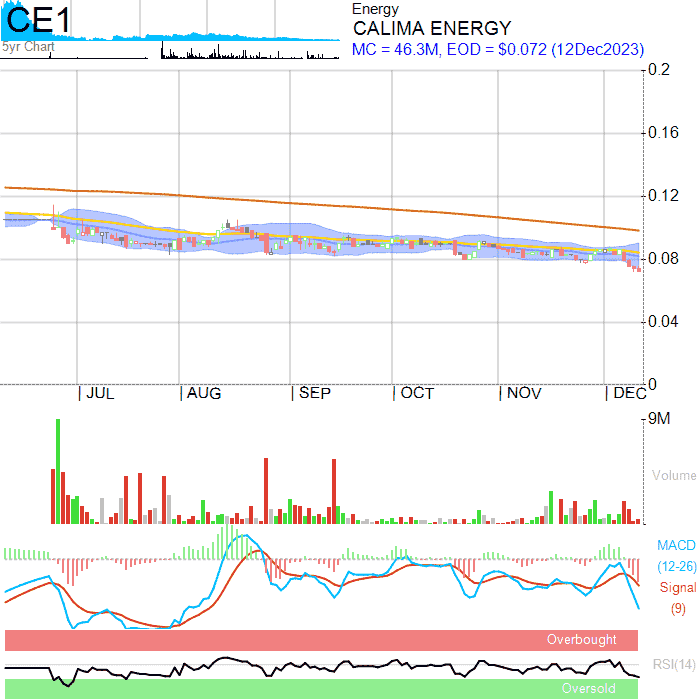 CE1
5yr Chart
Energy
CALIMA ENERGY
MC = 46.3M, EOD = $0.072 (12Dec2023)
0.2
0.16
0.12
0.08
0.04
0
| JUL | AUG | SEP | OCT | NOV | DEC
9M
Volume
MACD
(12-26)
Signal
(9)
Overbought
RSI(14)
Oversold